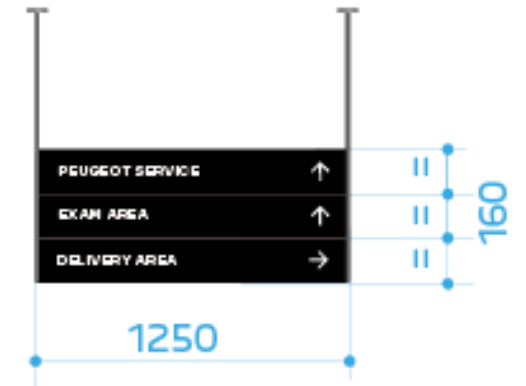 PEUGEOT SERVICE ↑
EXAM AREA ↑
DELIVERY AREA →
=
=
=
160
1250